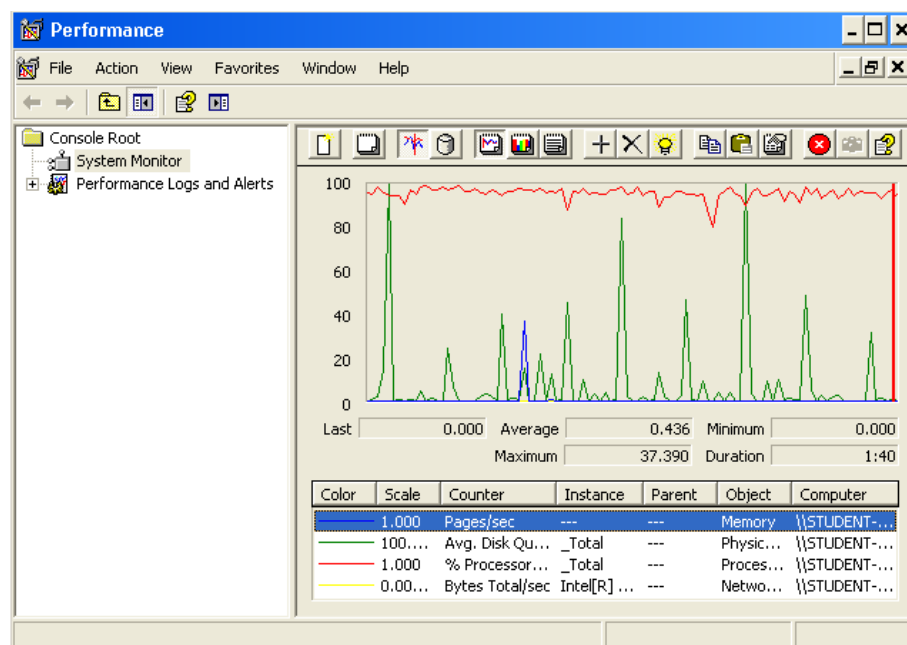 Performance
File Action View Favorites Window Help
Console Root
System Monitor
Performance Logs and Alerts
100
80
60
40
20
0
Last 0.000 Average 0.436 Minimum 0.000
Maximum 37.390 Duration 1:40
Color Scale Counter Instance Parent Object Computer
1.000 Pages/sec --- --- Memory \\STUDENT-...
100.... Avg. Disk Qu... _Total --- Physic... \\STUDENT-...
1.000 % Processor... _Total --- Proces... \\STUDENT-...
0.00... Bytes Total/sec Intel[R] ... --- Netwo... \\STUDENT-...